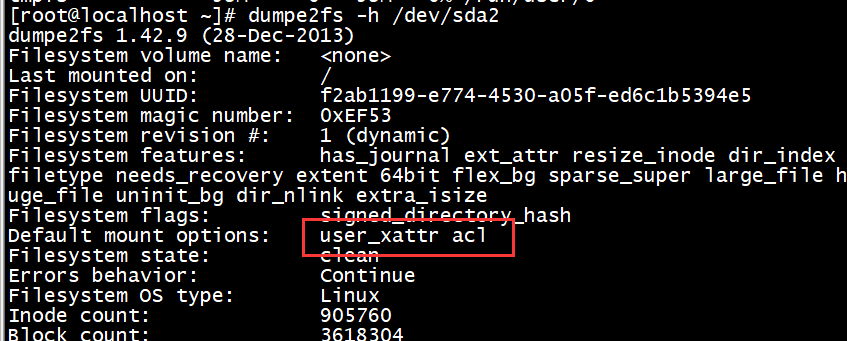 [root@localhost ~]# dumpe2fs -h /dev/sda2
dumpe2fs 1.42.9 (28-Dec-2013)
Filesystem volume name:   <none>
Last mounted on:          /
Filesystem UUID:          f2ab1199-e774-4530-a05f-ed6c1b5394e5
Filesystem magic number:  0xEF53
Filesystem revision #:    1 (dynamic)
Filesystem features:      has_journal ext_attr resize_inode dir_index
filetype needs_recovery extent 64bit flex_bg sparse_super large_file h
uge_file uninit_bg dir_nlink extra_isize
Filesystem flags:         signed_directory_hash
Default mount options:    user_xattr acl
Filesystem state:         clean
Errors behavior:          Continue
Filesystem OS type:       Linux
Inode count:              905760
Block count:              3618304